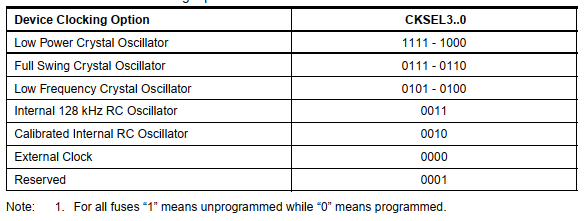 Device Clocking Option CKSEL3..0
Low Power Crystal Oscillator 1111 - 1000
Full Swing Crystal Oscillator 0111 - 0110
Low Frequency Crystal Oscillator 0101 - 0100
Internal 128 kHz RC Oscillator 0011
Calibrated Internal RC Oscillator 0010
External Clock 0000
Reserved 0001
Note: 1. For all fuses “1” means unprogrammed while “0” means programmed.